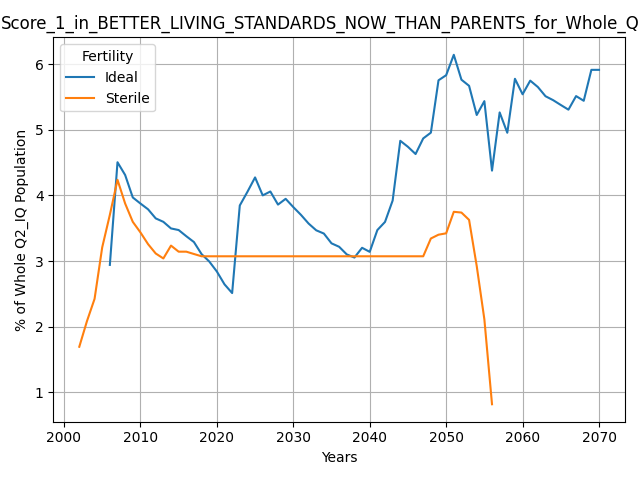 Score_1_in_BETTER_LIVING_STANDARDS_NOW_THAN_PARENTS_for_Whole_Q
Fertility
Ideal
Sterile
% of Whole Q2_IQ Population
6
5
4
3
2
1
2000 2010 2020 2030 2040 2050 2060 2070
Years